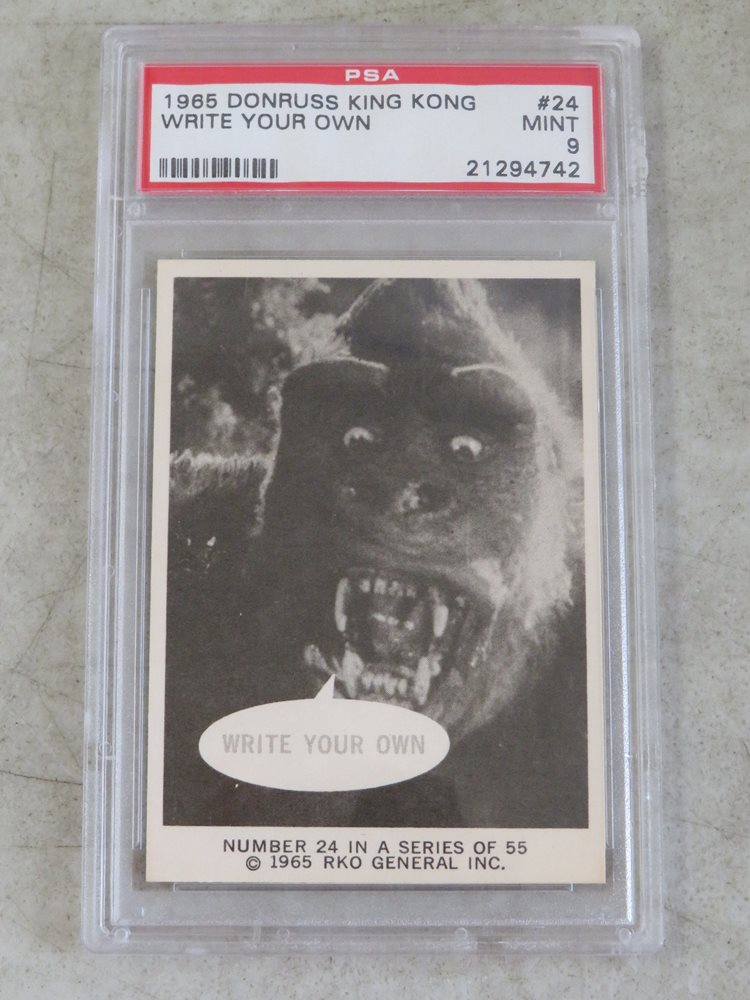 PSA
1965 DONRUSS KING KONG #24
WRITE YOUR OWN MINT
9
21294742
WRITE YOUR OWN
NUMBER 24 IN A SERIES OF 55
© 1965 RKO GENERAL INC.